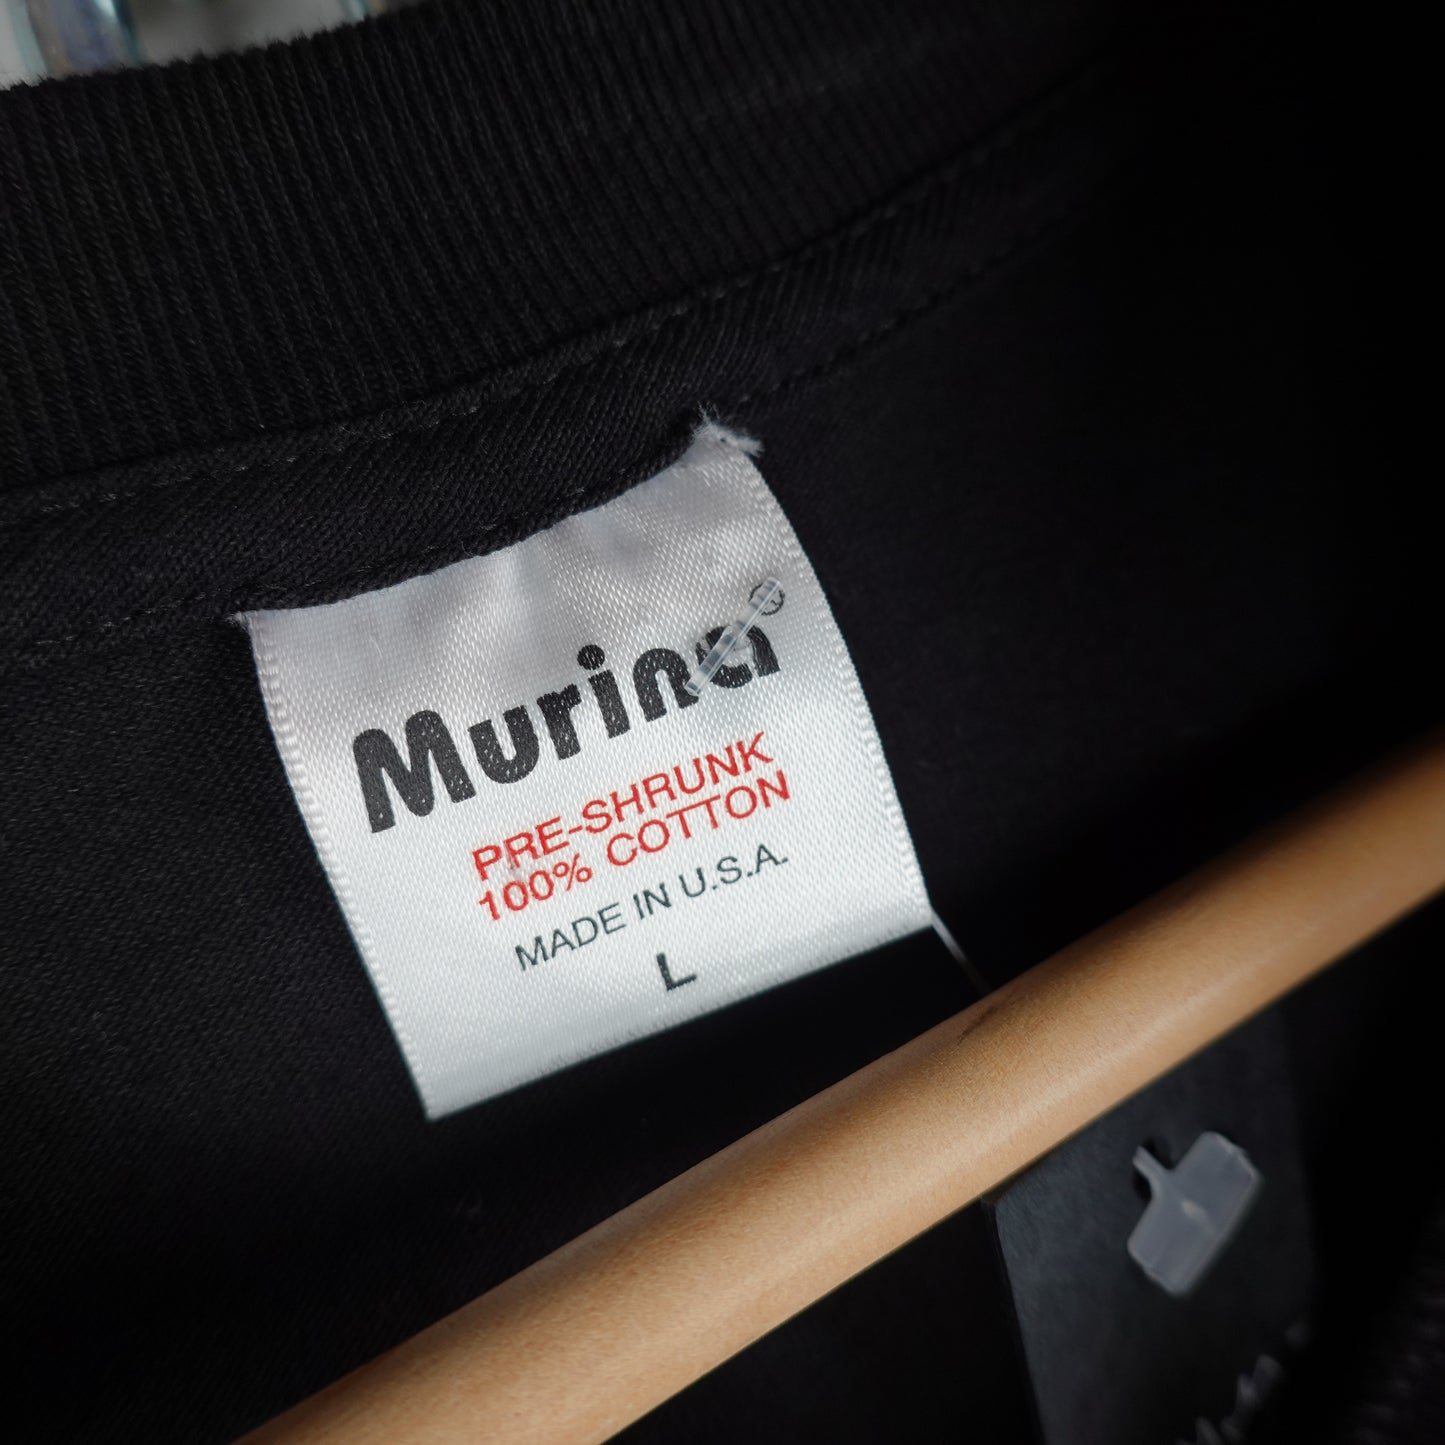 Murina®
PRE-SHRUNK
100% COTTON
MADE IN U.S.A.
L